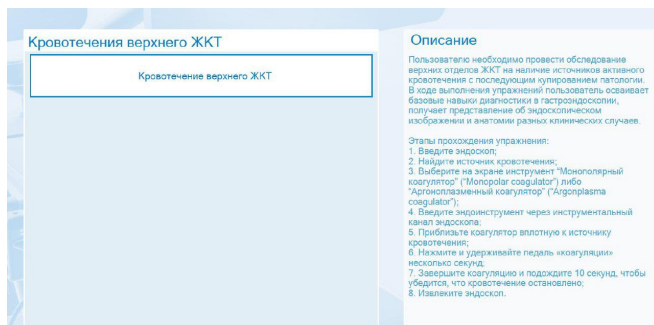 Кровотечения верхнего ЖКТ
Кровотечение верхнего ЖКТ
Описание
Пользователю необходимо провести обследование
верхних отделов ЖКТ на наличие источников активного
кровотечения с последующим купированием патологии.
В ходе выполнения упражнений пользователь осваивает
базовые навыки диагностики в гастроэндоскопии,
получает представление об эндоскопическом
изображении и анатомии разных клинических случаев.
Этапы прохождения упражнения:
1. Введите эндоскоп;
2. Найдите источник кровотечения;
3. Выберите на экране инструмент "Монополярный
коагулятор" ("Monopolar coagulator") либо
"Аргоноплазменный коагулятор" ("Argonplasma
coagulator");
4. Введите эндоинструмент через инструментальный
канал эндоскопа;
5. Приблизьте коагулятор вплотную к источнику
кровотечения;
6. Нажмите и удерживайте педаль «коагуляции»
несколько секунд;
7. Завершите коагуляцию и подождите 10 секунд, чтобы
убедится, что кровотечение остановлено;
8. Извлеките эндоскоп.